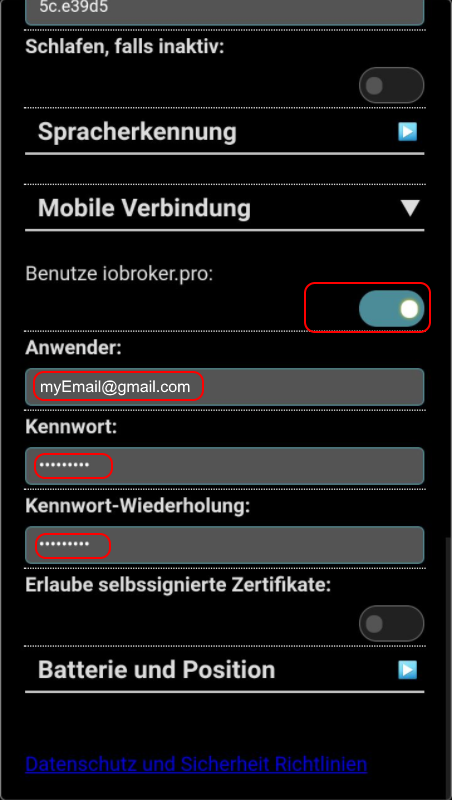 5c.e39d5
Schlafen, falls inaktiv:
Spracherkennung
Mobile Verbindung
Benutze iobroker.pro:
Anwender:
myEmail@gmail.com
Kennwort:
•••••••••
Kennwort-Wiederholung:
•••••••••
Erlaube selbssignierte Zertifikate:
Batterie und Position
Datenschutz und Sicherheit Richtlinien